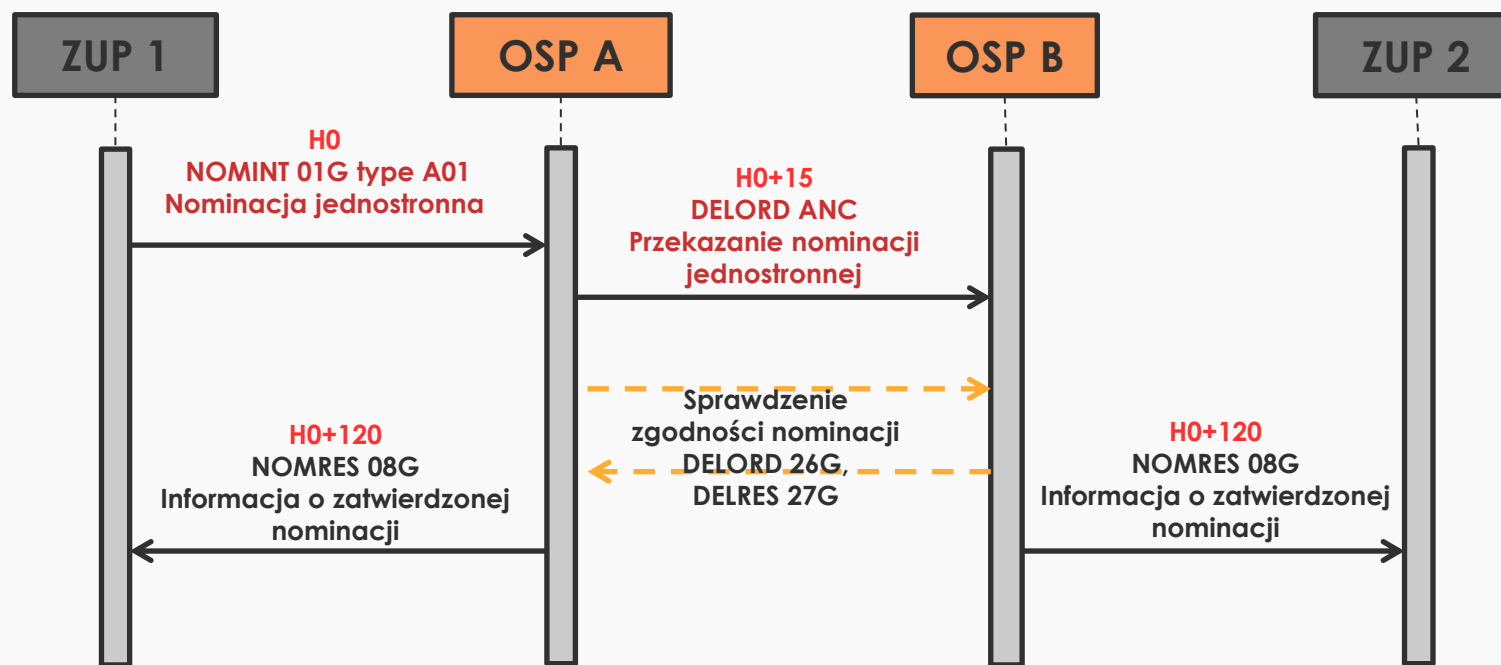 ZUP 1
OSP A
OSP B
ZUP 2
H0
NOMINT 01G type A01
Nominacja jednostronna
H0+15
DELORD ANC
Przekazanie nominacji
jednostronnej
Sprawdzenie
zgodności nominacji
DELORD 26G,
DELRES 27G
H0+120
NOMRES 08G
Informacja o zatwierdzonej
nominacji
H0+120
NOMRES 08G
Informacja o zatwierdzonej
nominacji